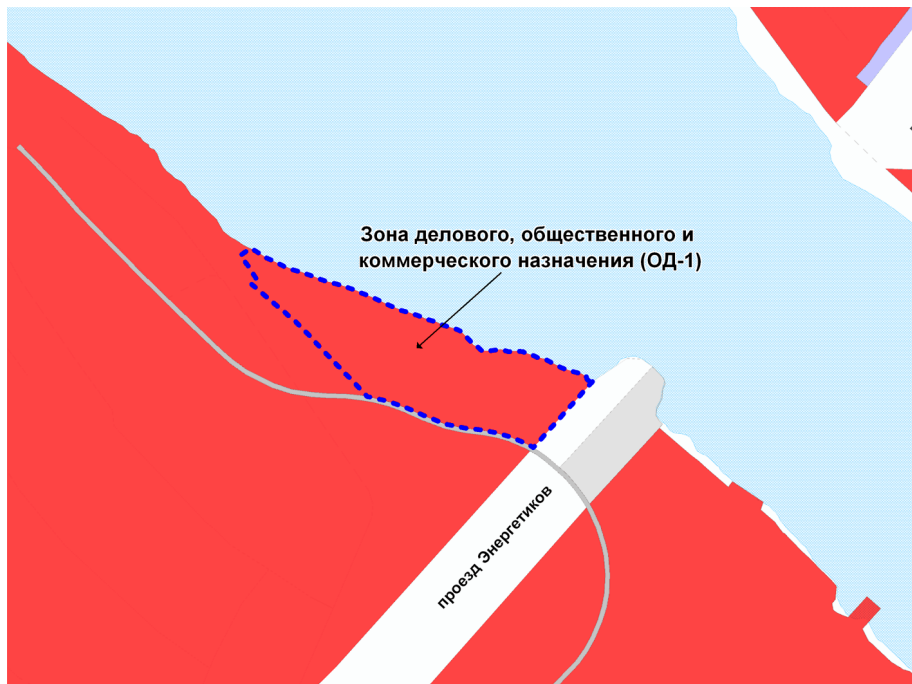 Зона делового, общественного и
коммерческого назначения (ОД-1)
проезд Энергетиков